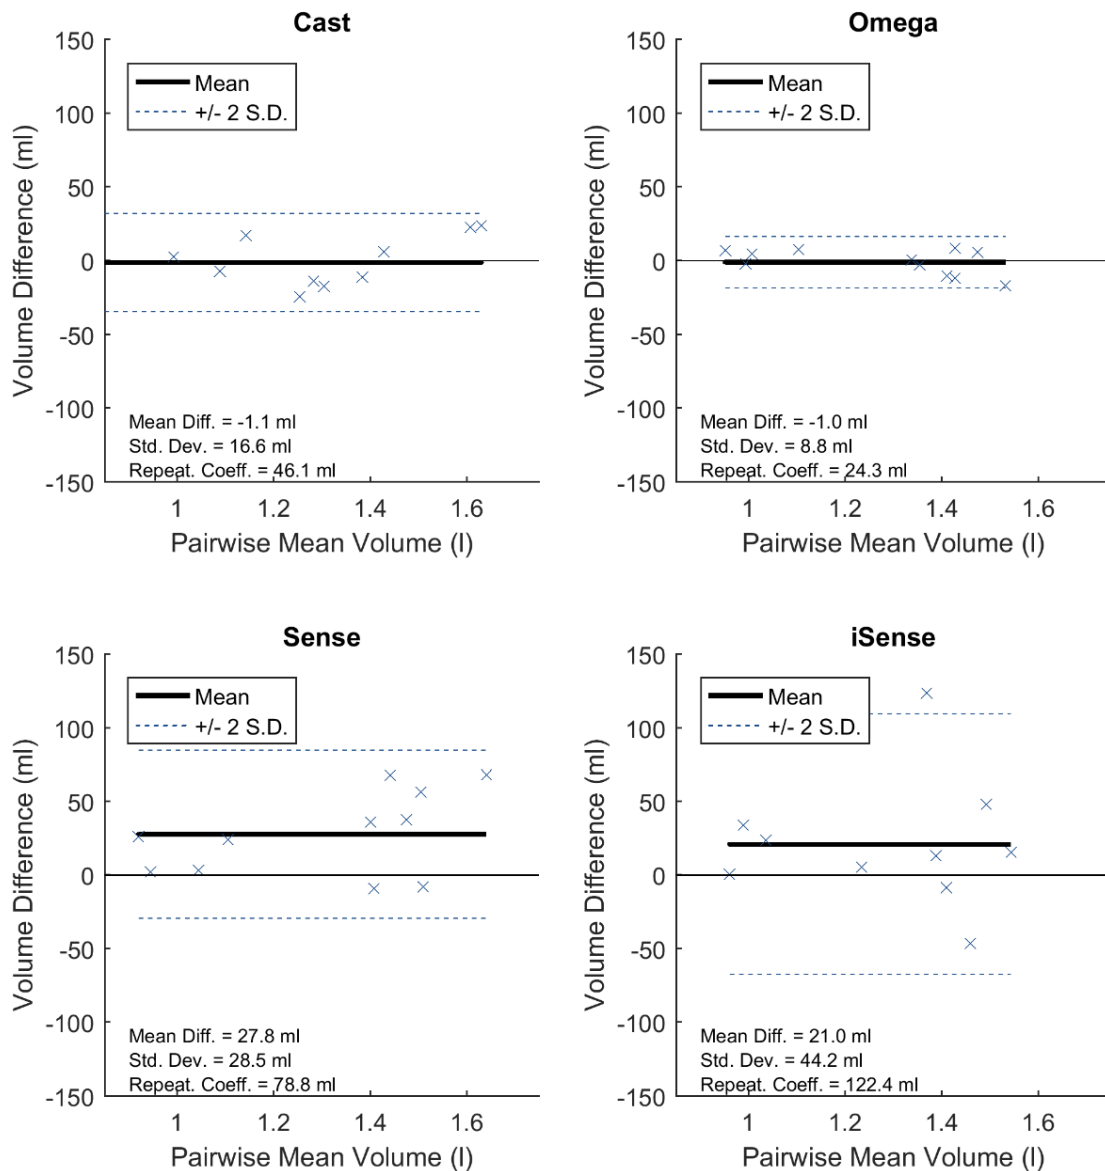 Cast
150
100
50
0
-50
-100
-150
Volume Difference (ml)
Mean
+/- 2 S.D.
Mean Diff. = -1.1 ml
Std. Dev. = 16.6 ml
Repeat. Coeff. = 46.1 ml
1 1.2 1.4 1.6
Pairwise Mean Volume (l)
Omega
150
100
50
0
-50
-100
-150
Volume Difference (ml)
Mean
+/- 2 S.D.
Mean Diff. = -1.0 ml
Std. Dev. = 8.8 ml
Repeat. Coeff. = 24.3 ml
1 1.2 1.4 1.6
Pairwise Mean Volume (l)
Sense
150
100
50
0
-50
-100
-150
Volume Difference (ml)
Mean
+/- 2 S.D.
Mean Diff. = 27.8 ml
Std. Dev. = 28.5 ml
Repeat. Coeff. = 78.8 ml
1 1.2 1.4 1.6
Pairwise Mean Volume (l)
iSense
150
100
50
0
-50
-100
-150
Volume Difference (ml)
Mean
+/- 2 S.D.
Mean Diff. = 21.0 ml
Std. Dev. = 44.2 ml
Repeat. Coeff. = 122.4 ml
1 1.2 1.4 1.6
Pairwise Mean Volume (l)